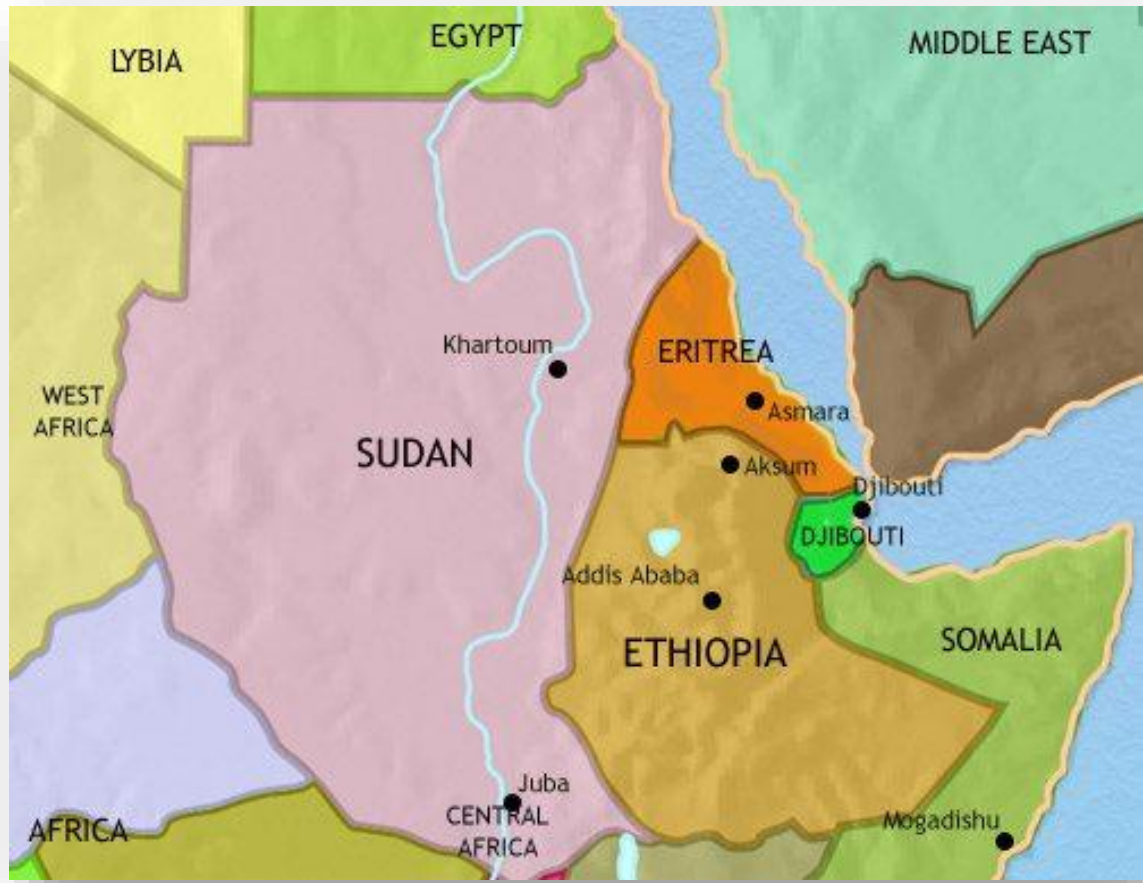 EGYPT
MIDDLE EAST
LYBIA
Khartoum
ERITREA
WEST
AFRICA
Asmara
SUDAN
Aksum
Djibouti
DJIBOUTI
Addis Ababa
ETHIOPIA
SOMALIA
Juba
CENTRAL
AFRICA
AFRICA
Mogadishu